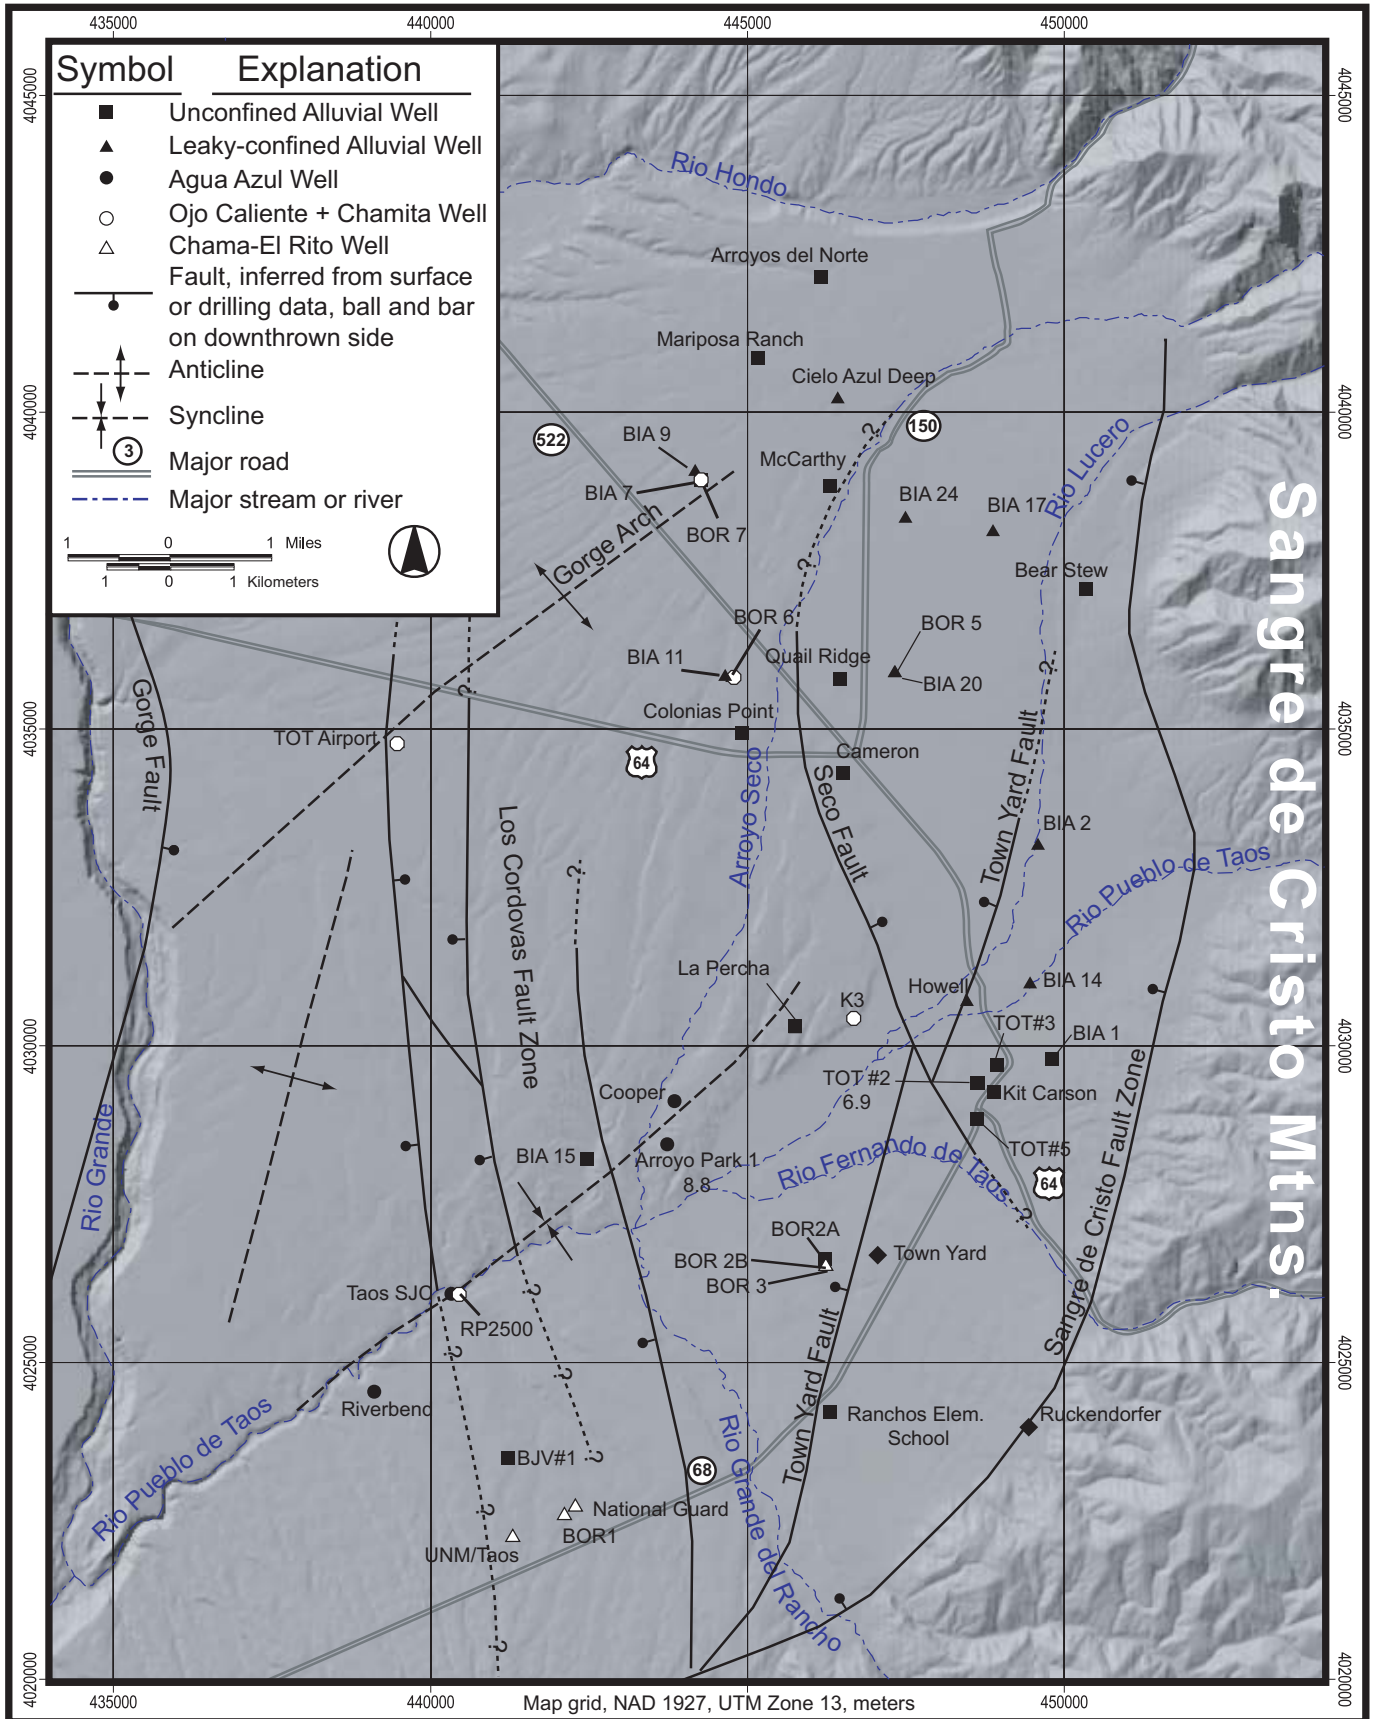 435000
440000
445000
450000
Symbol
Explanation
Unconfined Alluvial Well
Leaky-confined Alluvial Well
Agua Azul Well
Ojo Caliente + Chamita Well
Chama-El Rito Well
Fault, inferred from surface
or drilling data, ball and bar
on downthrown side
Anticline
Syncline
3
Major road
Major stream or river
1 0 1 Miles
1 0 1 Kilometers
4045000
4045000
Rio Hondo
Arroyos del Norte
Mariposa Ranch
Cielo Azul Deep
4040000
4040000
522
150
?
BIA 9
McCarthy
BIA 7
BOR 7
Gorge Arch
BIA 24
BIA 17
Rio Lucero
?
Bear Stew
BOR 6
BOR 5
BIA 11
Quail Ridge
BIA 20
?
?
Gorge Fault
Colonias Point
4035000
4035000
TOT Airport
64
Cameron
Arroyo Seco
Seco Fault
Town Yard Fault
BIA 2
Los Cordovas Fault Zone
?
Rio Pueblo de Taos
Sangre de Cristo Mtns.
La Percha
K3
Howell
BIA 14
4030000
4030000
TOT#3
BIA 1
TOT #2
6.9
Kit Carson
Cooper
TOT#5
Rio Grande
BIA 15
Arroyo Park 1
8.8
Rio Fernando de Taos
64
?
BOR2A
BOR 2B
BOR 3
Town Yard
Sangre de Cristo Fault Zone
Taos SJC
RP2500
?
?
?
?
?
?
?
4025000
4025000
Riverbend
Town Yard Fault
Ranchos Elem.
School
Ruckendorfer
Rio Pueblo de Taos
BJV#1
68
Rio Grande del Rancho
National Guard
BOR1
UNM/Taos
4020000
4020000
435000
440000
Map grid, NAD 1927, UTM Zone 13, meters
450000